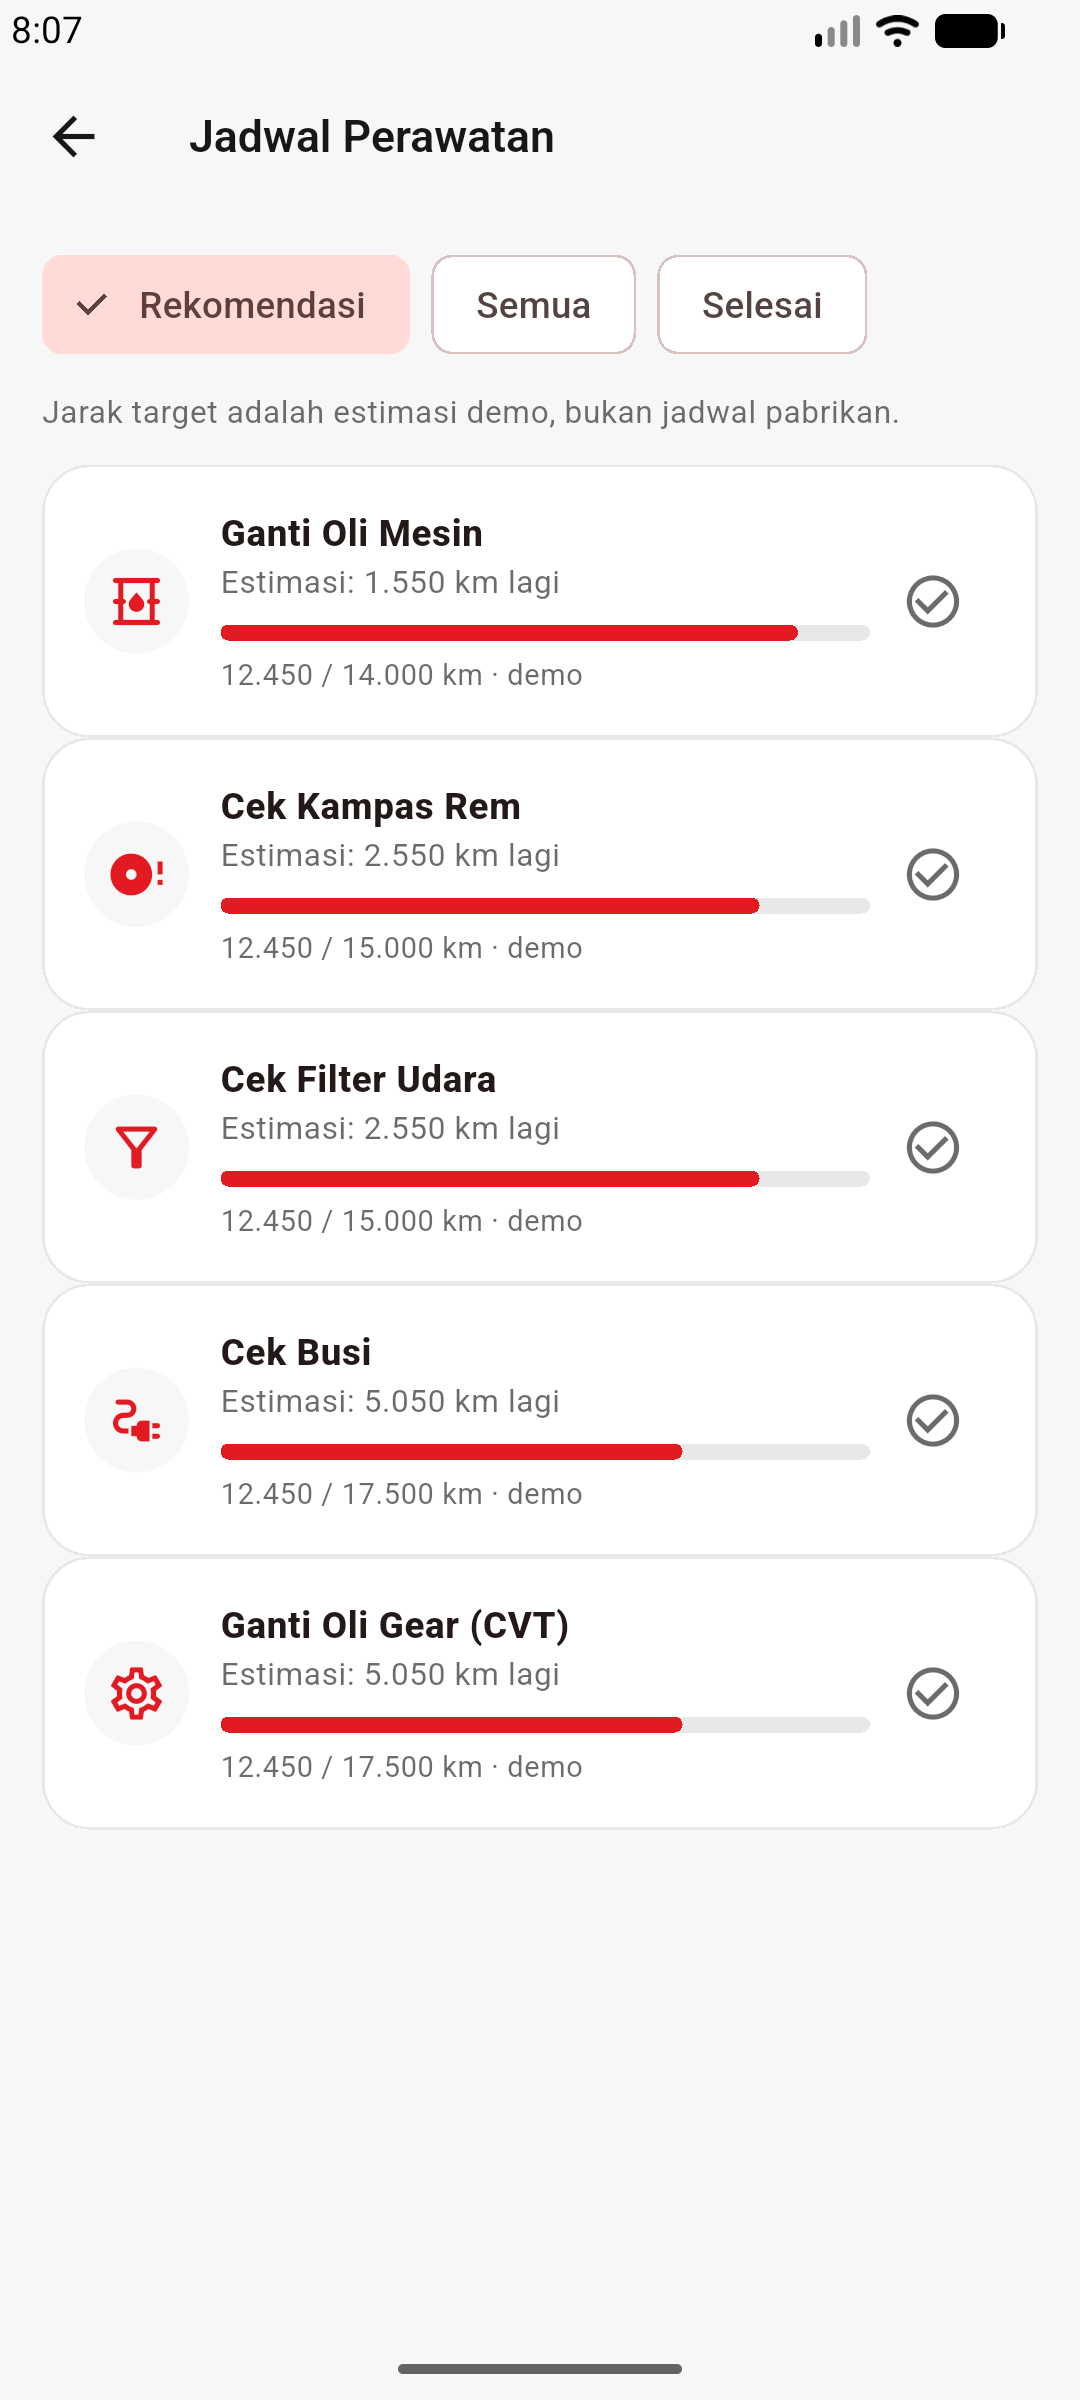 8:07
Jadwal Perawatan
Rekomendasi
Semua
Selesai
Jarak target adalah estimasi demo, bukan jadwal pabrikan.
Ganti Oli Mesin
Estimasi: 1.550 km lagi
12.450 / 14.000 km · demo
Cek Kampas Rem
Estimasi: 2.550 km lagi
12.450 / 15.000 km · demo
Cek Filter Udara
Estimasi: 2.550 km lagi
12.450 / 15.000 km · demo
Cek Busi
Estimasi: 5.050 km lagi
12.450 / 17.500 km · demo
Ganti Oli Gear (CVT)
Estimasi: 5.050 km lagi
12.450 / 17.500 km · demo